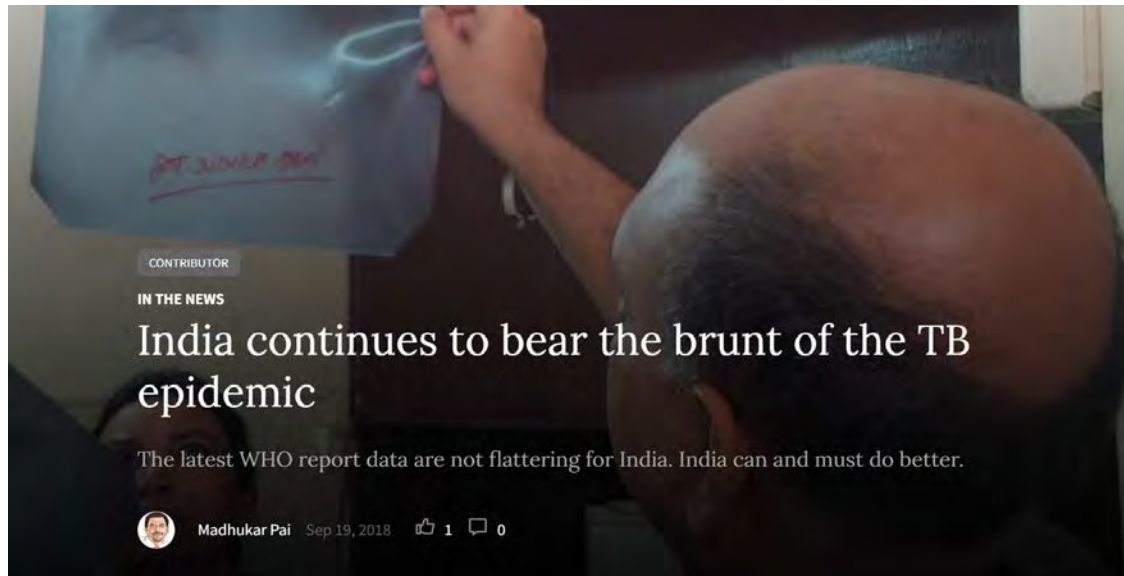 CONTRIBUTOR
IN THE NEWS
India continues to bear the brunt of the TB
epidemic
The latest WHO report data are not flattering for India. India can and must do better.
Madhukar Pai Sep 19, 2018 1 0